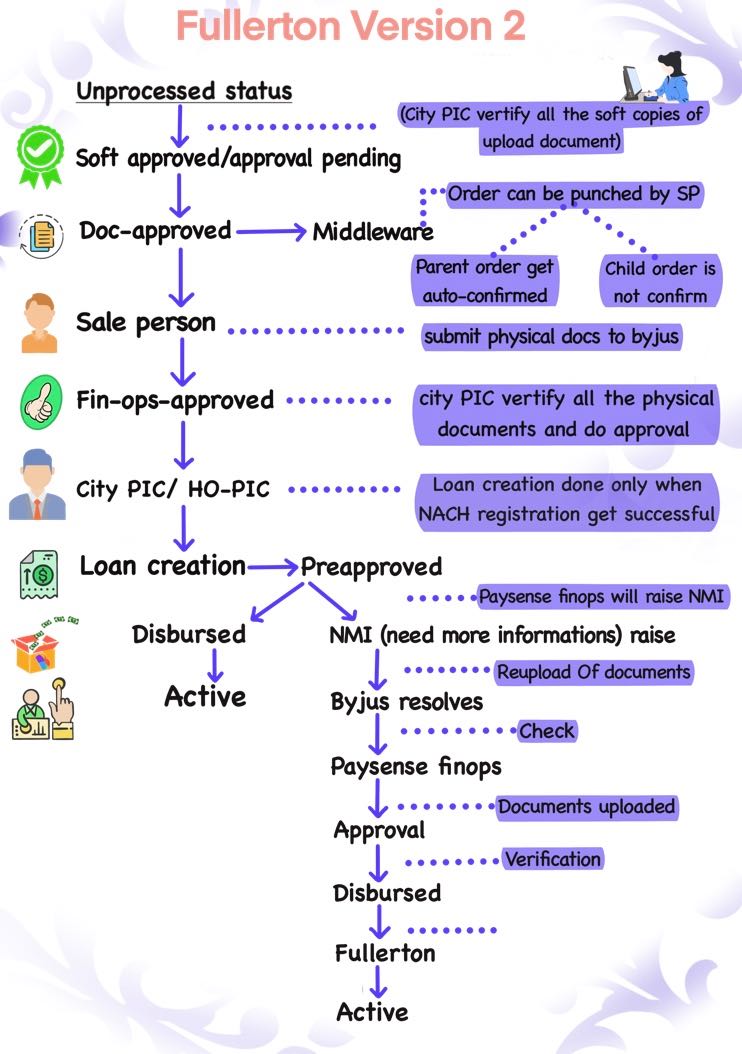 Fullerton Version 2
Unprocessed status
(City PIC vertify all the soft copies of
upload document)
Soft approved/approval pending
Order can be punched by SP
Doc-approved
Middleware
Parent order get
auto-confirmed
Child order is
not confirm
Sale person
submit physical docs to byjus
Fin-ops-approved
city PIC vertify all the physical
documents and do approval
City PIC/ HO-PIC
Loan creation done only when
NACH registration get successful
Loan creation
Preapproved
Paysense finops will raise NMI
Disbursed
NMI (need more informations) raise
Reupload Of documents
Active
Byjus resolves
Check
Paysense finops
Documents uploaded
Approval
Verification
Disbursed
Fullerton
Active